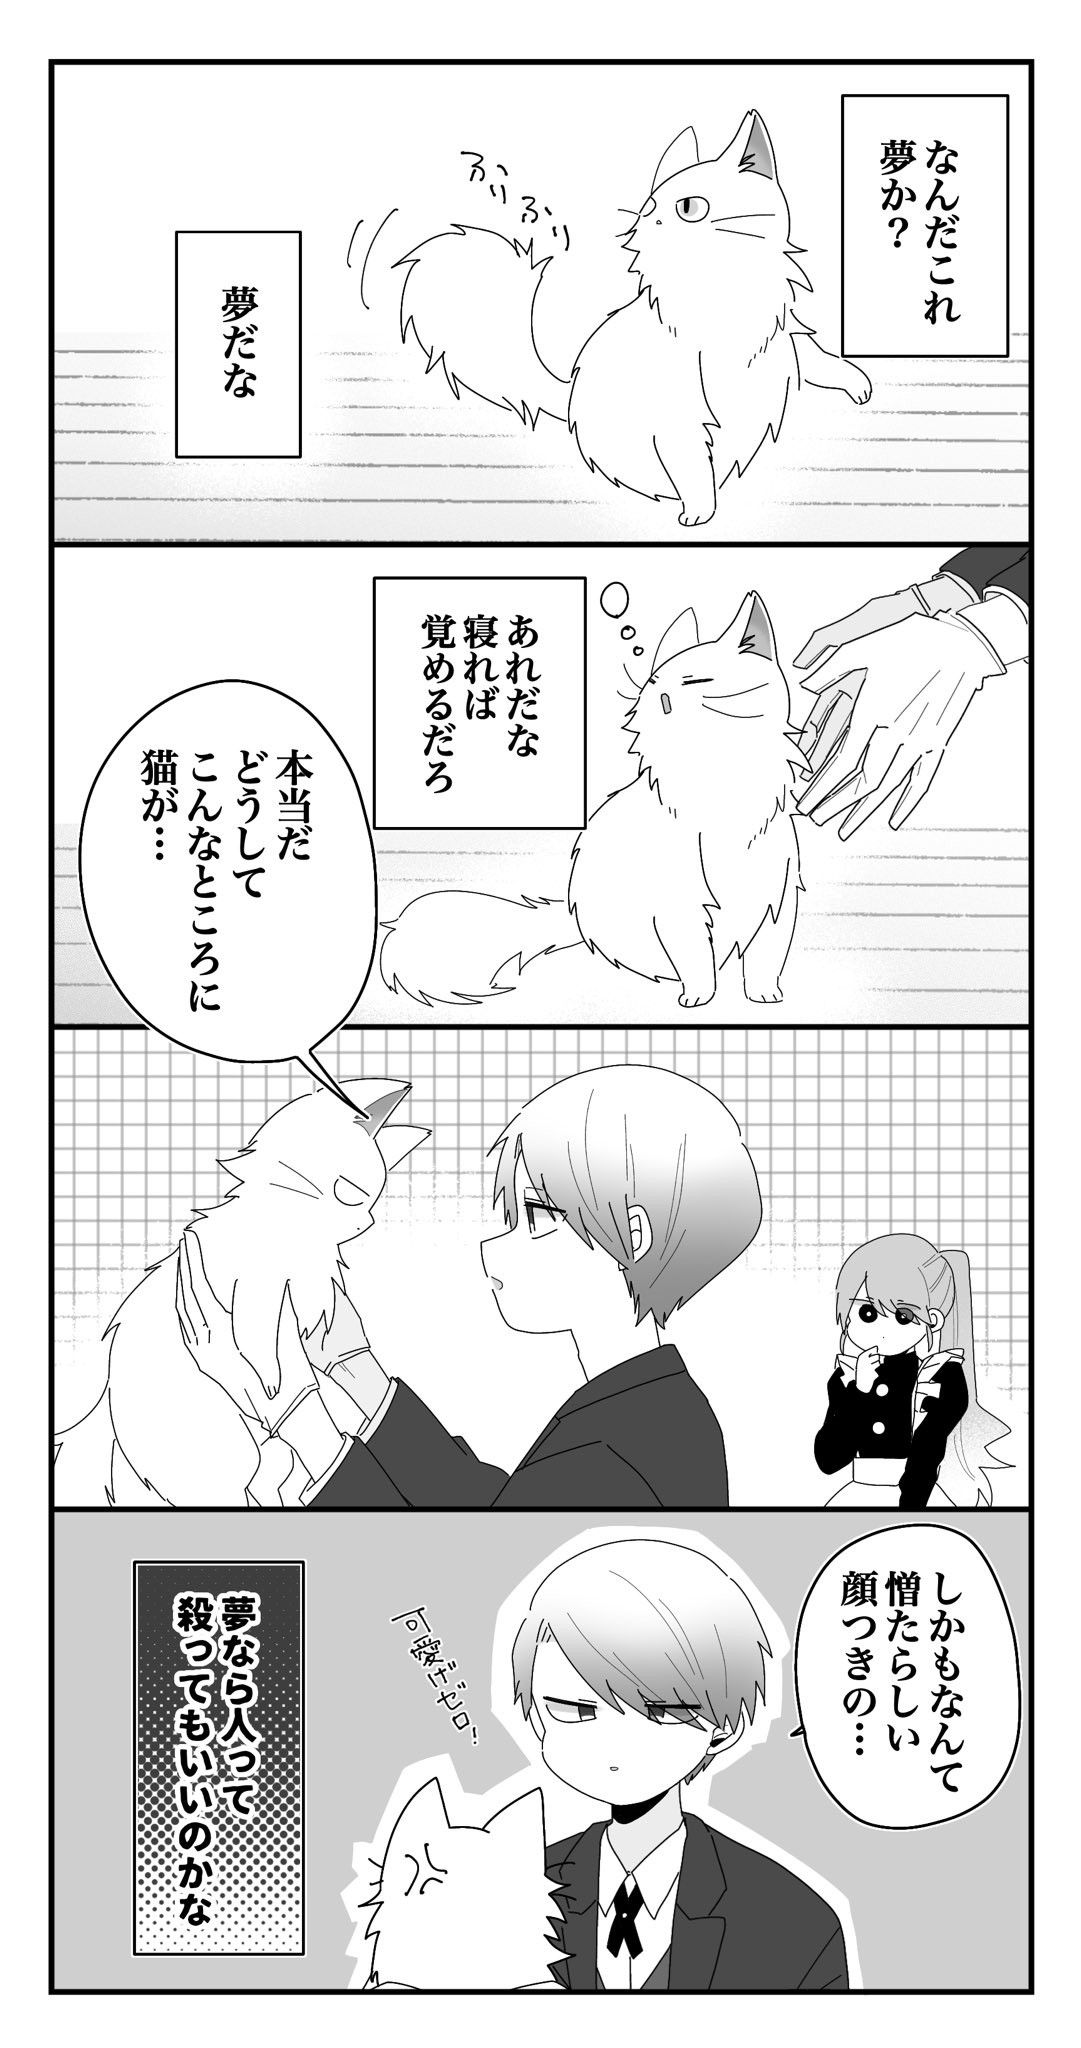 なんだこれ
夢か？
ふりふり
夢だな
あれだな
寝れば
覚めるだろ
本当だ
どうして
こんなところに
猫が…
しかもなんて
憎たらしい
顔つきの…
可愛げゼロ！
夢なら人って
殺ってもいいのかな